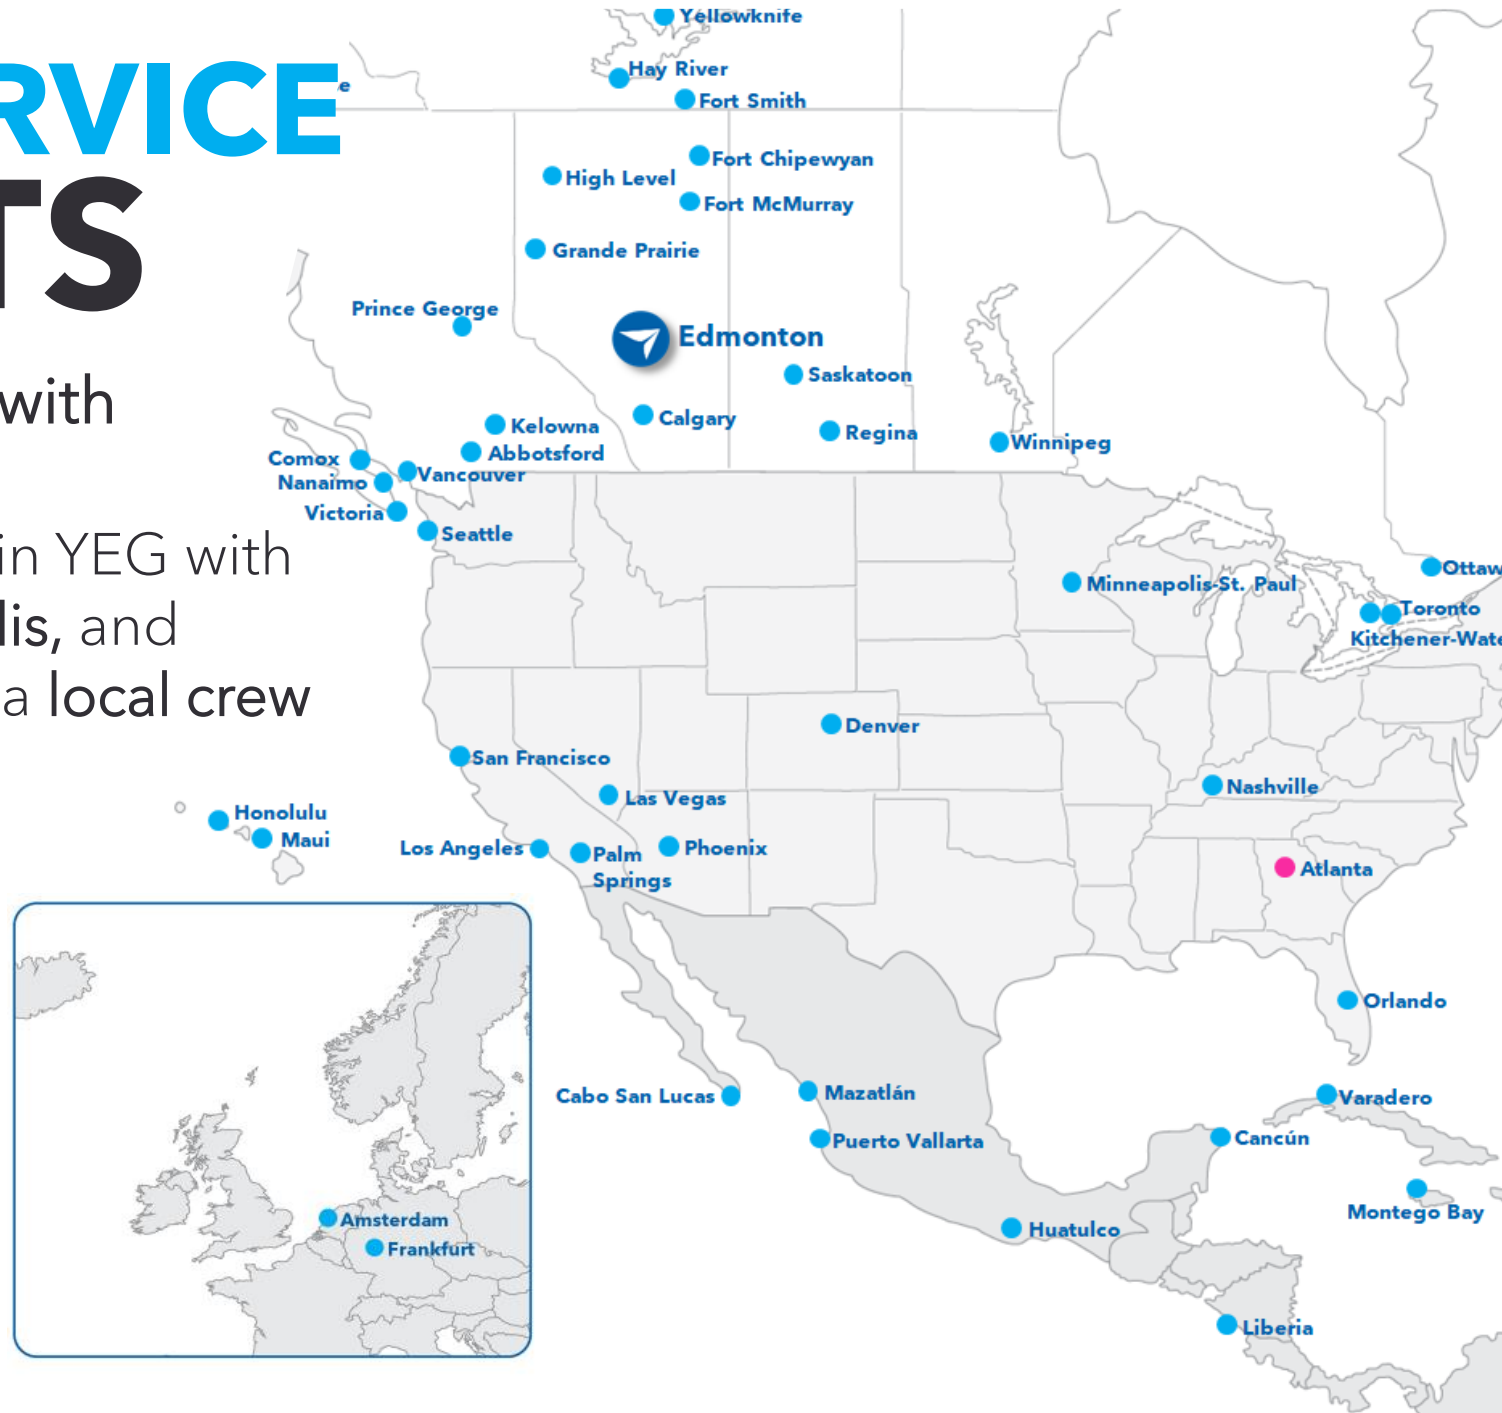 RVICE
TS
with
in YEG with
lis, and
a local crew
Yellowknife
Hay River
e
Fort Smith
Fort Chipewyan
High Level
Fort McMurray
Grande Prairie
Prince George
Edmonton
Saskatoon
Calgary
Kelowna
Regina
Winnipeg
Abbotsford
Comox
Vancouver
Nanaimo
Victoria
Seattle
Ottaw
Minneapolis-St. Paul
Toronto
Kitchener-Wate
Denver
San Francisco
Nashville
Las Vegas
Honolulu
Maui
Los Angeles
Palm
Springs
Phoenix
Atlanta
Orlando
Cabo San Lucas
Mazatlán
Varadero
Puerto Vallarta
Cancún
Montego Bay
Huatulco
Amsterdam
Frankfurt
Liberia